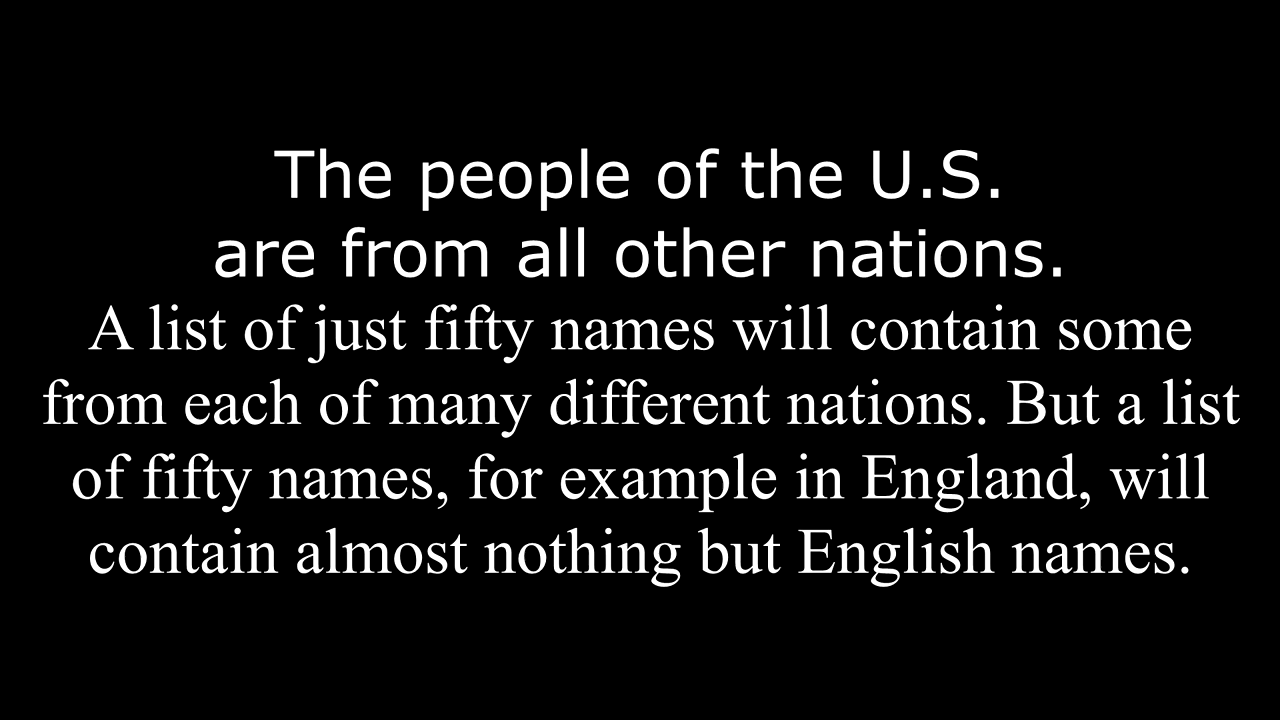 The people of the U.S.
are from all other nations.
A list of just fifty names will contain some
from each of many different nations. But a list
of fifty names, for example in England, will
contain almost nothing but English names.